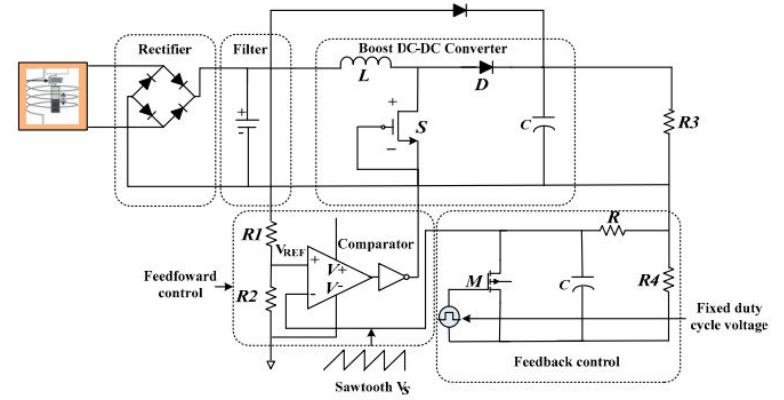 Rectifier
Filter
Boost DC-DC Converter
L
D
+
-
+
S
-
C
R3
R1
VREF
Comparator
R
+
V+
V-
-
Feedfoward
control
R2
M
C
R4
Fixed duty
cycle voltage
Feedback control
Sawtooth VS